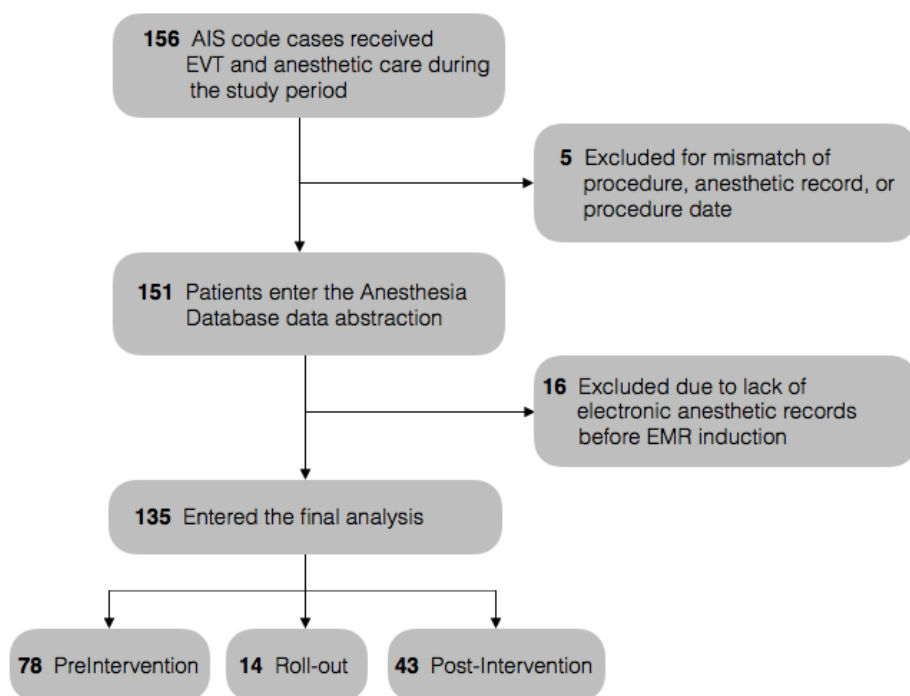 156 AIS code cases received
EVT and anesthetic care during
the study period
5 Excluded for mismatch of
procedure, anesthetic record, or
procedure date
151 Patients enter the Anesthesia
Database data abstraction
16 Excluded due to lack of
electronic anesthetic records
before EMR induction
135 Entered the final analysis
78 PreIntervention
14 Roll-out
43 Post-Intervention